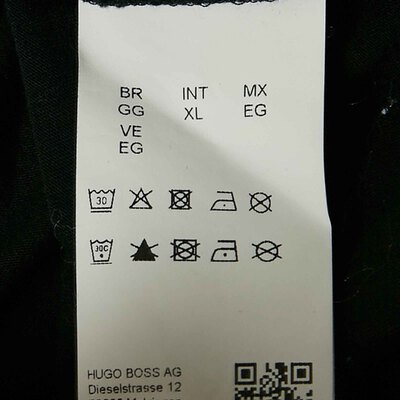 BR INT MX
GG XL EG
VE
EG
30
30C
HUGO BOSS AG
Dieselstrasse 12